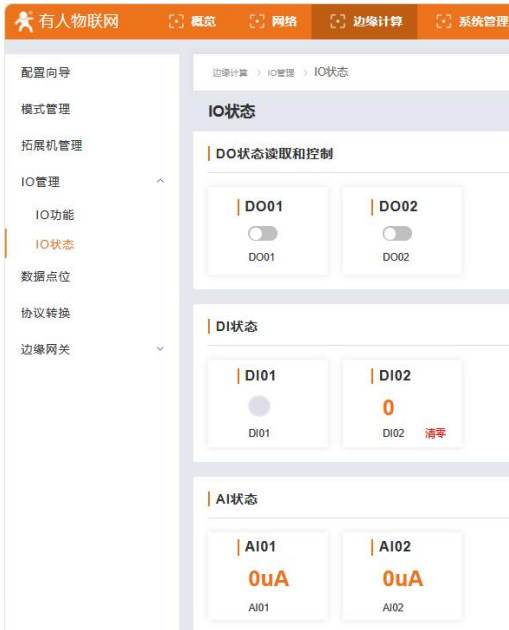 有人物联网 概览 网络 边缘计算 系统管理
配置向导
模式管理
拓展机管理
IO管理
IO功能
IO状态
数据点位
协议转换
边缘网关
边缘计算 > IO管理 > IO状态
IO状态
DO状态读取和控制
DO01 DO02
DO01 DO02
DI状态
DI01 DI02
0
DI01 DI02 清零
AI状态
AI01 AI02
0uA 0uA
AI01 AI02